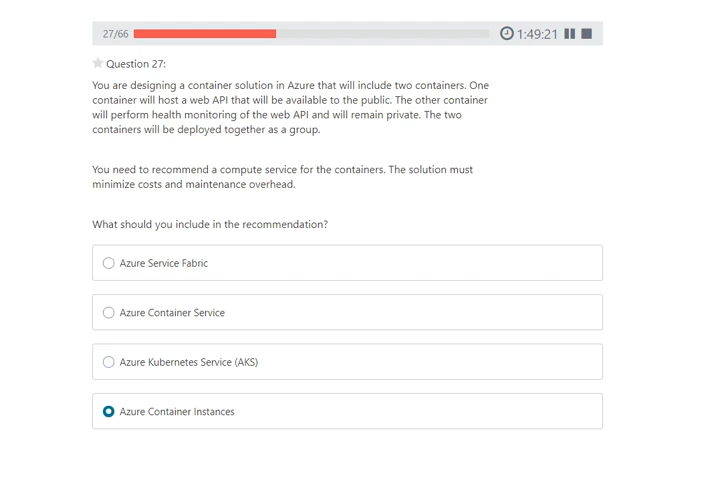 27/66
1:49:21
Question 27:
You are designing a container solution in Azure that will include two containers. One
container will host a web API that will be available to the public. The other container
will perform health monitoring of the web API and will remain private. The two
containers will be deployed together as a group.
You need to recommend a compute service for the containers. The solution must
minimize costs and maintenance overhead.
What should you include in the recommendation?
Azure Service Fabric
Azure Container Service
Azure Kubernetes Service (AKS)
Azure Container Instances